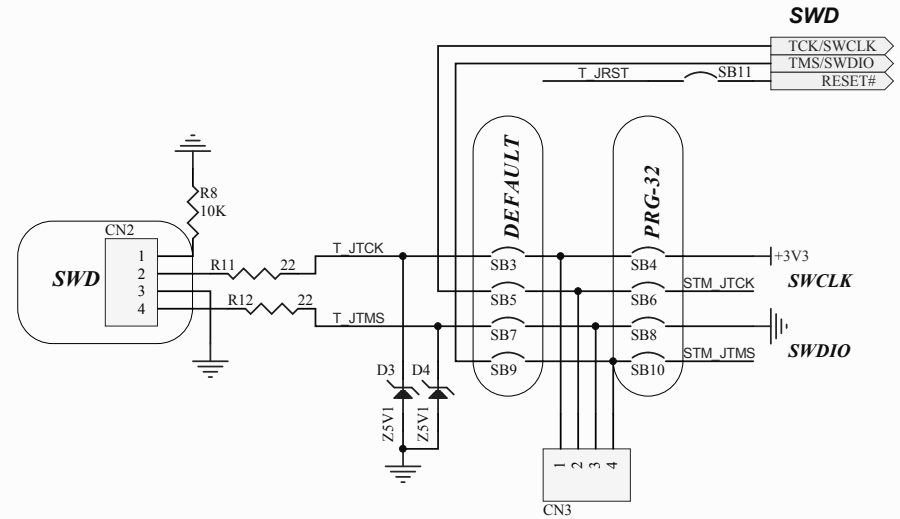 SWD
TCK/SWCLK
TMS/SWDIO
T_JRST
SB11
RESET#
DEFAULT
PRG-32
R8
10K
CN2
SWD
1
2
3
4
R11
22
R12
22
T_JTCK
T_JTMS
SB3
SB5
SB7
SB9
SB4
SB6
SB8
SB10
+3V3
SWCLK
STM_JTCK
SWDIO
STM_JTMS
D3
D4
Z5V1
Z5V1
1
2
3
4
CN3